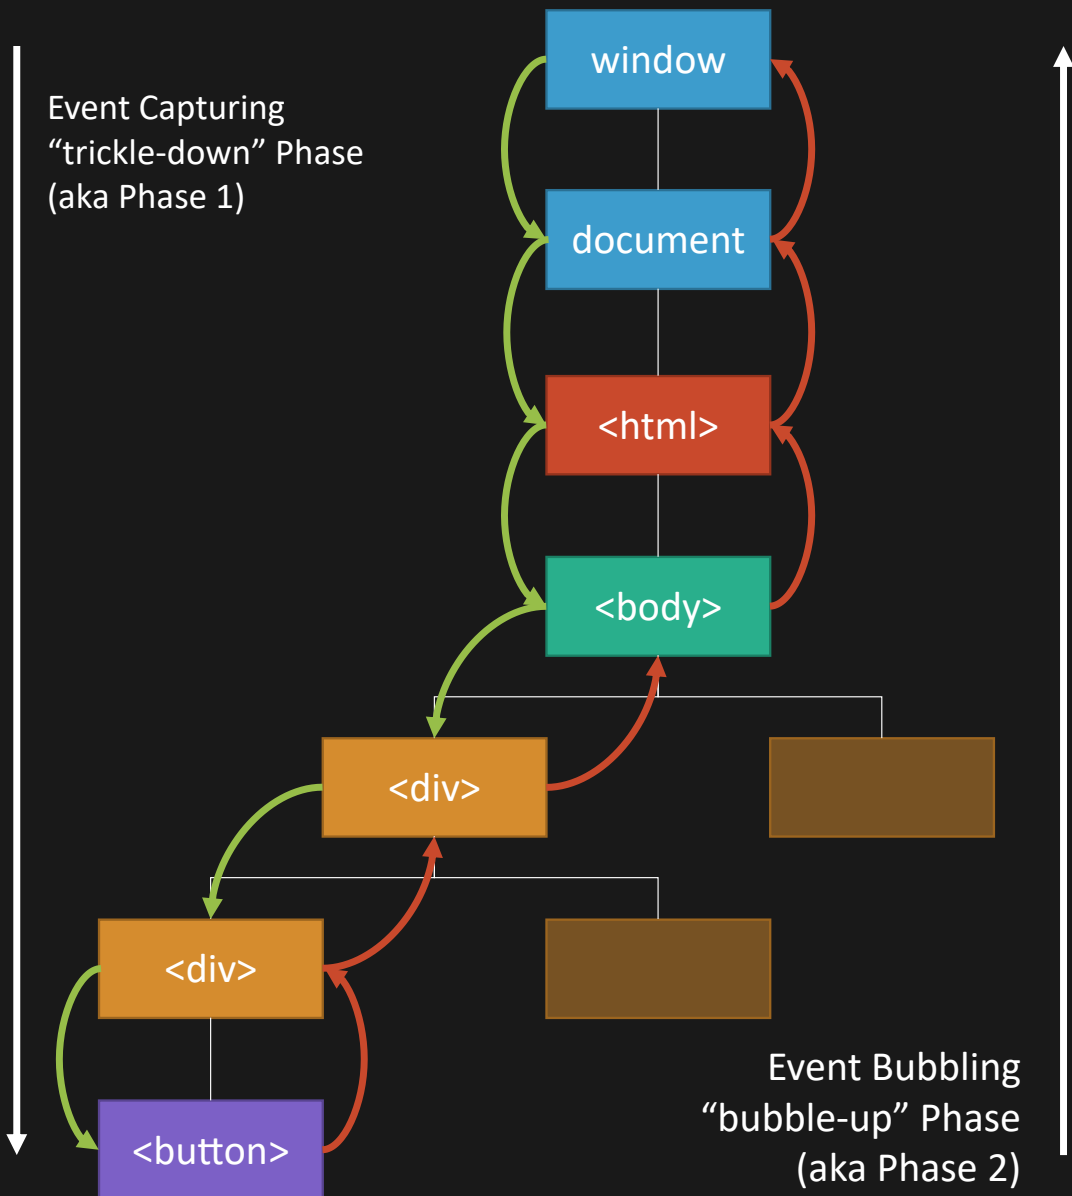 window
Event Capturing
“trickle-down” Phase
(aka Phase 1)
document
<html>
<body>
<div>
<div>
Event Bubbling
“bubble-up” Phase
(aka Phase 2)
<button>